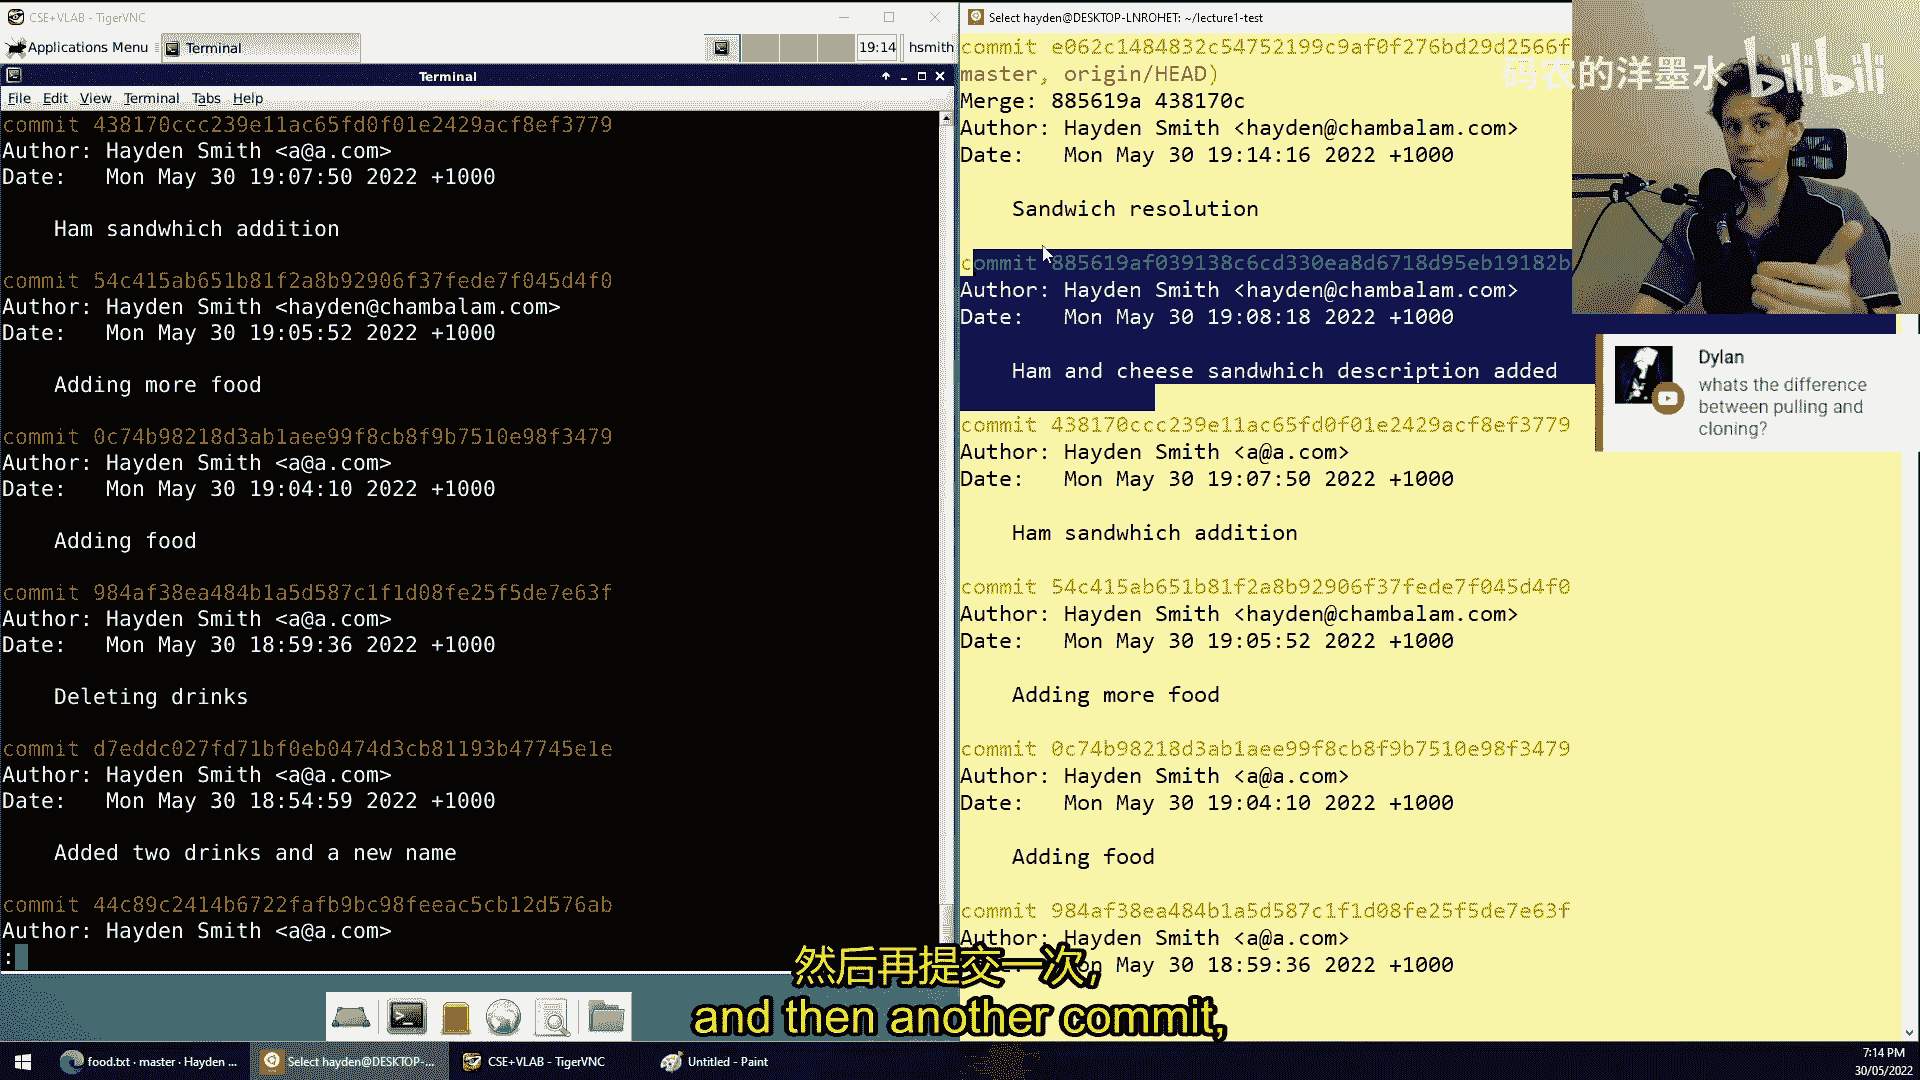 CSE+VLAB - TigerVNC
Applications Menu
Terminal
19:14
hsmith
Terminal
File Edit View Terminal Tabs Help
commit 438170ccc239e11ac65fd0f01e2429acf8ef3779
Author: Hayden Smith <a@a.com>
Date: Mon May 30 19:07:50 2022 +1000
Ham sandwhich addition
commit 54c415ab651b81f2a8b92906f37fede7f045d4f0
Author: Hayden Smith <hayden@chambalam.com>
Date: Mon May 30 19:05:52 2022 +1000
Adding more food
commit 0c74b98218d3ab1aee99f8cb8f9b7510e98f3479
Author: Hayden Smith <a@a.com>
Date: Mon May 30 19:04:10 2022 +1000
Adding food
commit 984af38ea484b1a5d587c1f1d08fe25f5de7e63f
Author: Hayden Smith <a@a.com>
Date: Mon May 30 18:59:36 2022 +1000
Deleting drinks
commit d7eddc027fd71bf0eb0474d3cb81193b47745e1e
Author: Hayden Smith <a@a.com>
Date: Mon May 30 18:54:59 2022 +1000
Added two drinks and a new name
commit 44c89c2414b6722fafb9bc98feeac5cb12d576ab
Author: Hayden Smith <a@a.com>
:
Select hayden@DESKTOP-LNROHET: ~/lecture1-test
commit e062c1484832c54752199c9af0f276bd29d2566f
master, origin/HEAD)
Merge: 885619a 438170c
Author: Hayden Smith <hayden@chambalam.com>
Date: Mon May 30 19:14:16 2022 +1000
Sandwich resolution
commit 885619af039138c6cd330ea8d6718d95eb19182b
Author: Hayden Smith <hayden@chambalam.com>
Date: Mon May 30 19:08:18 2022 +1000
Ham and cheese sandwhich description added
commit 438170ccc239e11ac65fd0f01e2429acf8ef3779
Author: Hayden Smith <a@a.com>
Date: Mon May 30 19:07:50 2022 +1000
Ham sandwhich addition
commit 54c415ab651b81f2a8b92906f37fede7f045d4f0
Author: Hayden Smith <hayden@chambalam.com>
Date: Mon May 30 19:05:52 2022 +1000
Adding more food
commit 0c74b98218d3ab1aee99f8cb8f9b7510e98f3479
Author: Hayden Smith <a@a.com>
Date: Mon May 30 19:04:10 2022 +1000
Adding food
commit 984af38ea484b1a5d587c1f1d08fe25f5de7e63f
Author: Hayden Smith <a@a.com>
Mon May 30 18:59:36 2022 +1000
码农的洋墨水 bilibili
Dylan
whats the difference
between pulling and
cloning?
然后再提交一次,
and then another commit,
food.txt · master · Hayden ...
Select hayden@DESKTOP-...
CSE+VLAB - TigerVNC
Untitled - Paint
7:14 PM
30/05/2022